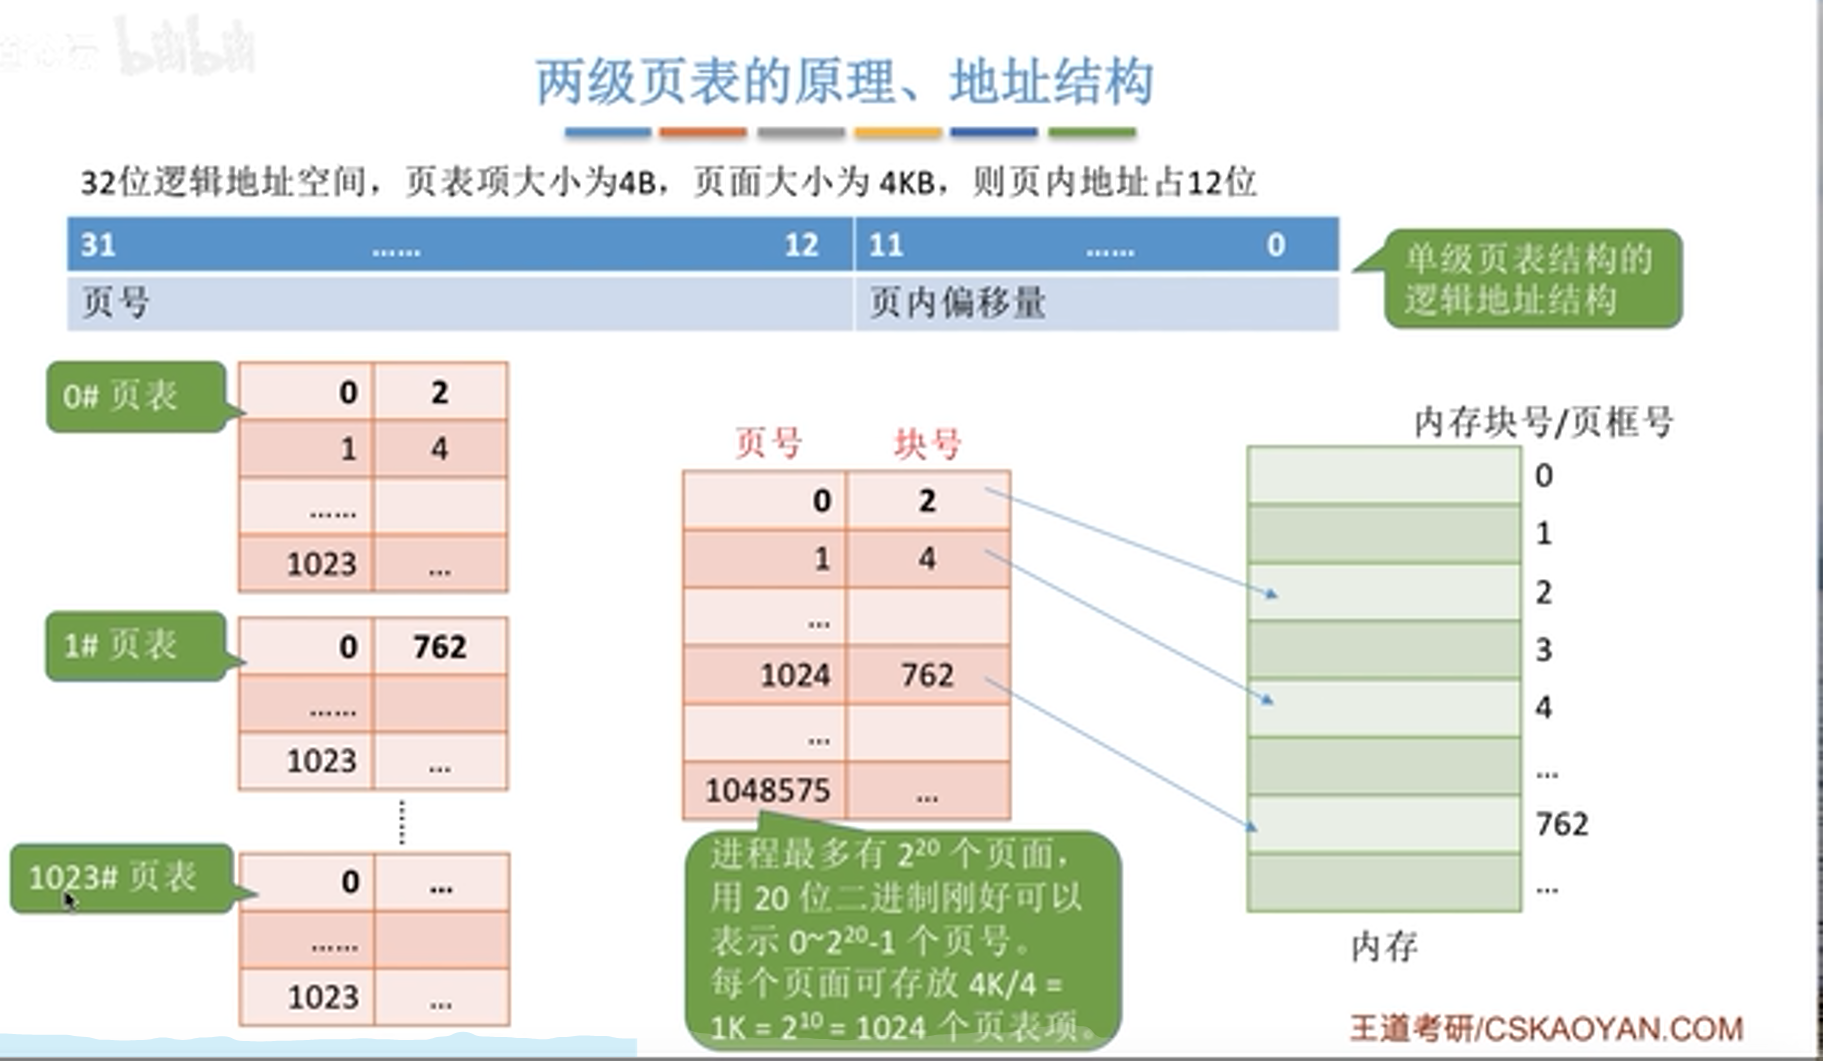 两级页表的原理、地址结构
32位逻辑地址空间，页表项大小为4B，页面大小为 4KB，则页内地址占12位
31 …… 12 11 …… 0
页号 页内偏移量
单级页表结构的
逻辑地址结构
0# 页表
0 2
1 4
……
1023 ...
1# 页表
0 762
……
1023 ...
1023# 页表
0 ...
……
1023 ...
页号 块号
0 2
1 4
...
1024 762
...
1048575 ...
进程最多有 2²⁰ 个页面，
用 20 位二进制刚好可以
表示 0~2²⁰-1 个页号。
每个页面可存放 4K/4 =
1K = 2¹⁰ = 1024 个页表项。
内存块号/页框号
0
1
2
3
4
...
762
...
内存
王道考研/CSKAOYAN.COM